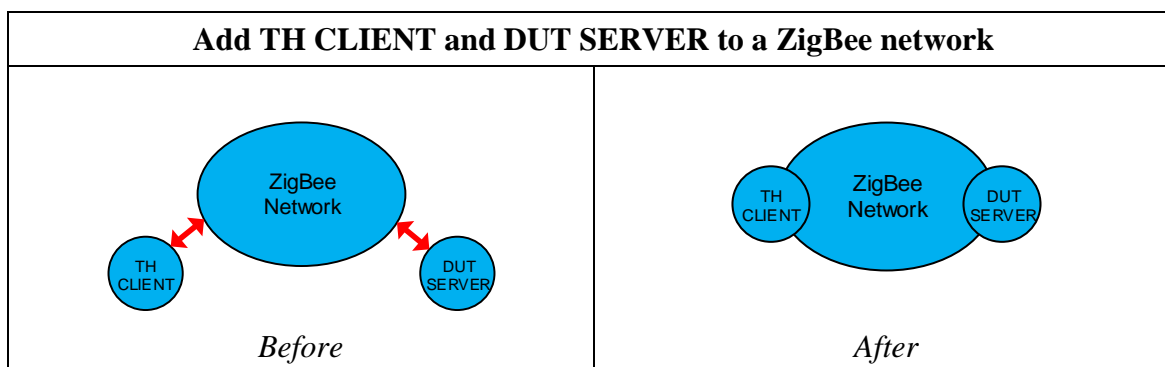 Add TH CLIENT and DUT SERVER to a ZigBee network
ZigBee
Network
TH
CLIENT
DUT
SERVER
Before
TH
CLIENT
ZigBee
Network
DUT
SERVER
After